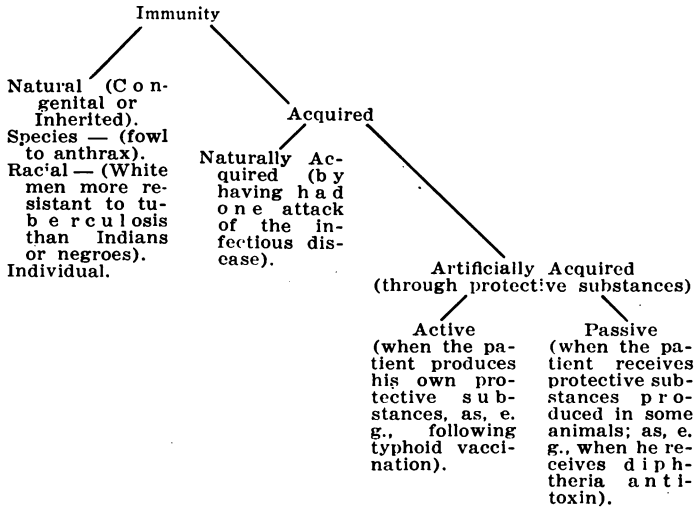 Immunity
Natural (Con-
genital or
Inherited).
Species — (fowl
to anthrax).
Racial — (White
men more re-
sistant to tu-
berculosis
than Indians
or negroes).
Individual.
Acquired
Naturally Ac-
quired (by
having had
one attack
of the in-
fectious dis-
ease).
Artificially Acquired
(through protective substances)
Active
(when the pa-
tient produces
his own pro-
tective sub-
stances, as, e.
g., following
typhoid vacci-
nation).
Passive
(when the pa-
tient receives
protective sub-
stances pro-
duced in some
animals; as, e.
g., when he re-
ceives diph-
theria anti-
toxin).